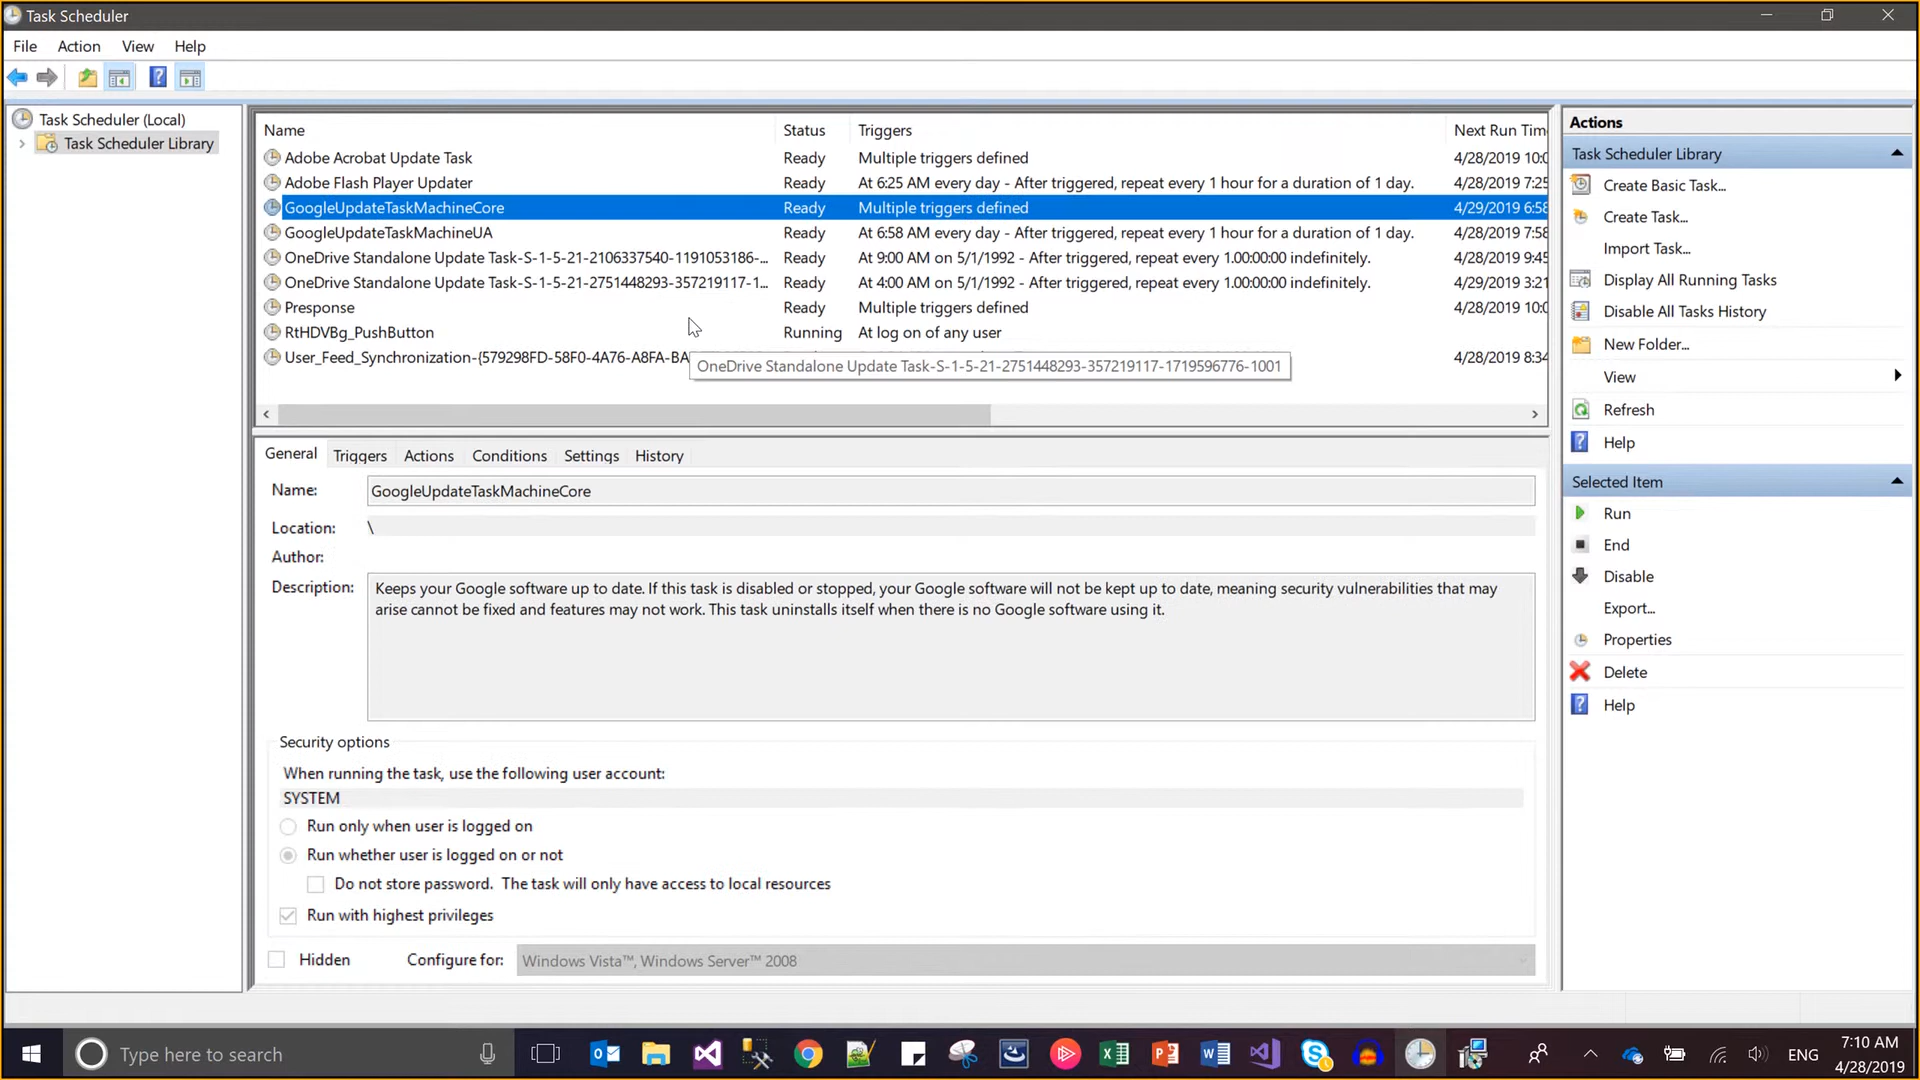 Task Scheduler
File Action View Help
Task Scheduler (Local)
Task Scheduler Library
Name Status Triggers Next Run Tim
Adobe Acrobat Update Task Ready Multiple triggers defined 4/28/2019 10:0
Adobe Flash Player Updater Ready At 6:25 AM every day - After triggered, repeat every 1 hour for a duration of 1 day. 4/28/2019 7:25
GoogleUpdateTaskMachineCore Ready Multiple triggers defined 4/29/2019 6:58
GoogleUpdateTaskMachineUA Ready At 6:58 AM every day - After triggered, repeat every 1 hour for a duration of 1 day. 4/28/2019 7:58
OneDrive Standalone Update Task-S-1-5-21-2106337540-1191053186-... Ready At 9:00 AM on 5/1/1992 - After triggered, repeat every 1.00:00:00 indefinitely. 4/28/2019 9:45
OneDrive Standalone Update Task-S-1-5-21-2751448293-357219117-1... Ready At 4:00 AM on 5/1/1992 - After triggered, repeat every 1.00:00:00 indefinitely. 4/29/2019 3:21
Presponse Ready Multiple triggers defined 4/28/2019 10:0
RtHDVBg_PushButton Running At log on of any user
User_Feed_Synchronization-{579298FD-58F0-4A76-A8FA-BA 4/28/2019 8:34
OneDrive Standalone Update Task-S-1-5-21-2751448293-357219117-1719596776-1001
General Triggers Actions Conditions Settings History
Name: GoogleUpdateTaskMachineCore
Location: \
Author:
Description: Keeps your Google software up to date. If this task is disabled or stopped, your Google software will not be kept up to date, meaning security vulnerabilities that may
arise cannot be fixed and features may not work. This task uninstalls itself when there is no Google software using it.
Security options
When running the task, use the following user account:
SYSTEM
Run only when user is logged on
Run whether user is logged on or not
Do not store password. The task will only have access to local resources
Run with highest privileges
Hidden Configure for: Windows Vista™, Windows Server™ 2008
Actions
Task Scheduler Library
Create Basic Task...
Create Task...
Import Task...
Display All Running Tasks
Disable All Tasks History
New Folder...
View
Refresh
Help
Selected Item
Run
End
Disable
Export...
Properties
Delete
Help
Type here to search
ENG
7:10 AM
4/28/2019